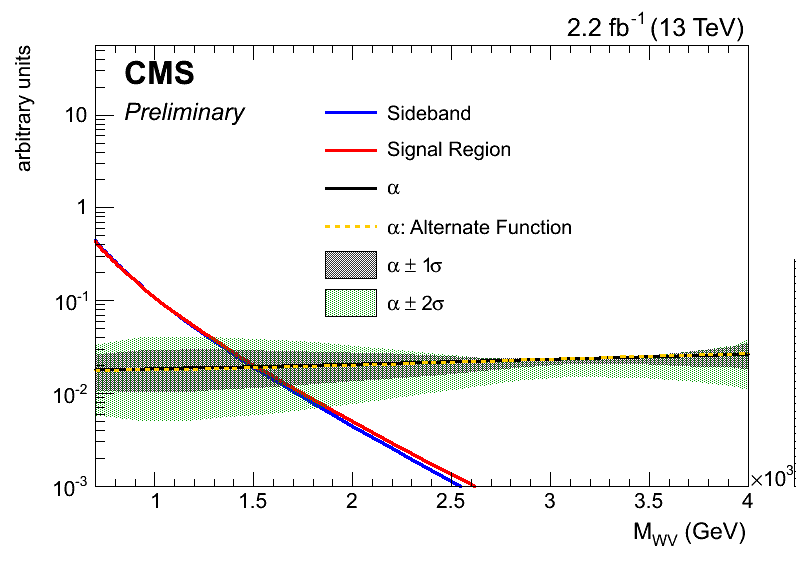 2.2 fb⁻¹ (13 TeV)
arbitrary units
CMS
Preliminary
Sideband
Signal Region
α
α: Alternate Function
α ± 1σ
α ± 2σ
10
1
10⁻¹
10⁻²
10⁻³
1 1.5 2 2.5 3 3.5 4
×10³
M_WV (GeV)